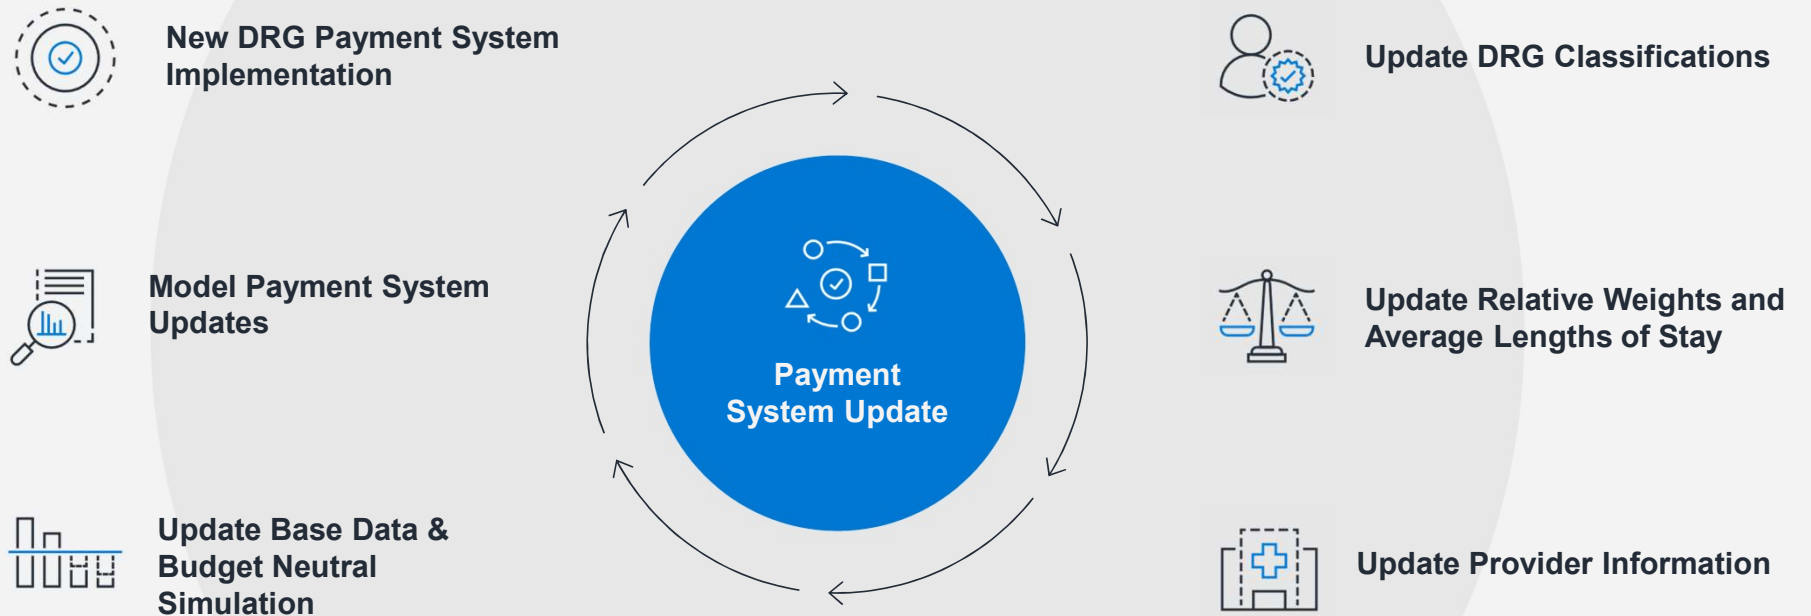 New DRG Payment System
Implementation
Update DRG Classifications
Model Payment System
Updates
Payment
System Update
Update Relative Weights and
Average Lengths of Stay
Update Base Data &
Budget Neutral
Simulation
Update Provider Information